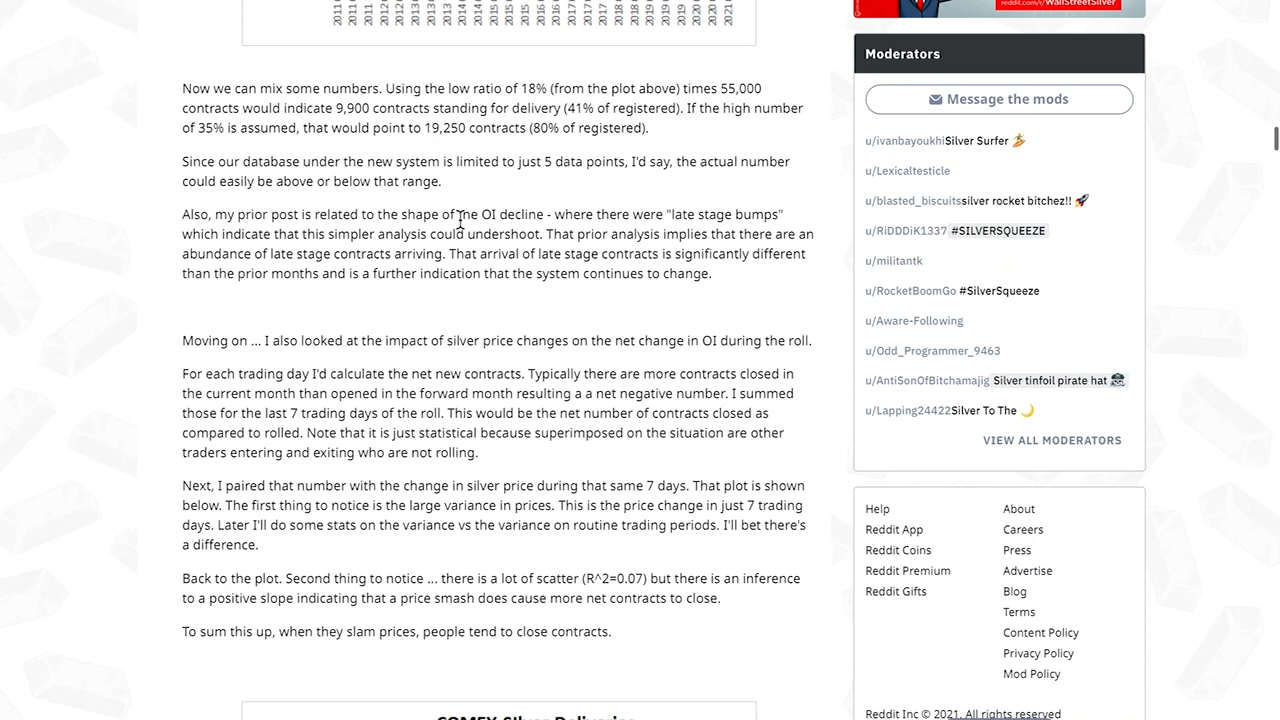 reddit.com/r/WallStreetSilver
Now we can mix some numbers. Using the low ratio of 18% (from the plot above) times 55,000
contracts would indicate 9,900 contracts standing for delivery (41% of registered). If the high number
of 35% is assumed, that would point to 19,250 contracts (80% of registered).
Since our database under the new system is limited to just 5 data points, I'd say, the actual number
could easily be above or below that range.
Also, my prior post is related to the shape of the OI decline - where there were "late stage bumps"
which indicate that this simpler analysis could undershoot. That prior analysis implies that there are an
abundance of late stage contracts arriving. That arrival of late stage contracts is significantly different
than the prior months and is a further indication that the system continues to change.
Moving on ... I also looked at the impact of silver price changes on the net change in OI during the roll.
For each trading day I'd calculate the net new contracts. Typically there are more contracts closed in
the current month than opened in the forward month resulting a a net negative number. I summed
those for the last 7 trading days of the roll. This would be the net number of contracts closed as
compared to rolled. Note that it is just statistical because superimposed on the situation are other
traders entering and exiting who are not rolling.
Next, I paired that number with the change in silver price during that same 7 days. That plot is shown
below. The first thing to notice is the large variance in prices. This is the price change in just 7 trading
days. Later I'll do some stats on the variance vs the variance on routine trading periods. I'll bet there's
a difference.
Back to the plot. Second thing to notice ... there is a lot of scatter (R^2=0.07) but there is an inference
to a positive slope indicating that a price smash does cause more net contracts to close.
To sum this up, when they slam prices, people tend to close contracts.
COMEX Silver Deliveries
Moderators
Message the mods
u/ivanbayoukhiSilver Surfer 🏄
u/Lexicaltesticle
u/blasted_biscuitssilver rocket bitchez!! 🚀
u/RiDDDiK1337 #SILVERSQUEEZE
u/militantk
u/RocketBoomGo #SilverSqueeze
u/Aware-Following
u/Odd_Programmer_9463
u/AntiSonOfBitchamajig Silver tinfoil pirate hat
u/Lapping24422Silver To The 🌙
VIEW ALL MODERATORS
Help
Reddit App
Reddit Coins
Reddit Premium
Reddit Gifts
About
Careers
Press
Advertise
Blog
Terms
Content Policy
Privacy Policy
Mod Policy
Reddit Inc © 2021. All rights reserved